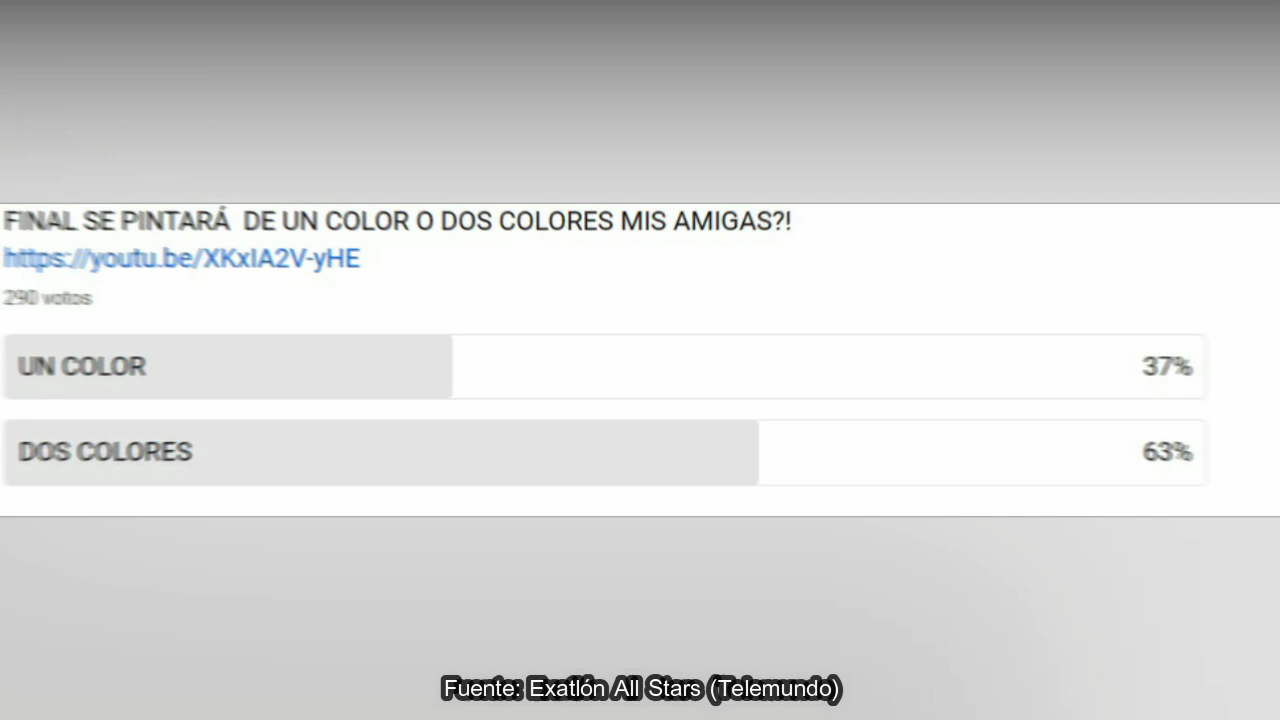 FINAL SE PINTARÁ DE UN COLOR O DOS COLORES MIS AMIGAS?!
https://youtu.be/XKxIA2V-yHE
290 votos
UN COLOR 37%
DOS COLORES 63%
Fuente: Exatlón All Stars (Telemundo)